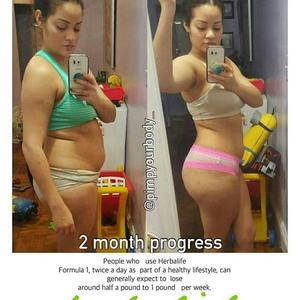 @pimpyourbody_
2 month progress
People who use Herbalife
Formula 1, twice a day as part of a healthy lifestyle, can
generally expect to lose
around half a pound to 1 pound per week.